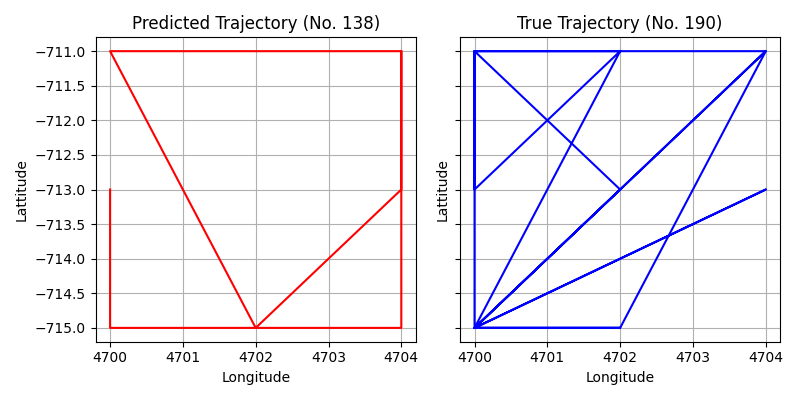 Predicted Trajectory (No. 138)
True Trajectory (No. 190)
−711.0
−711.5
−712.0
−712.5
−713.0
−713.5
−714.0
−714.5
−715.0
Lattitude
Lattitude
4700 4701 4702 4703 4704
4700 4701 4702 4703 4704
Longitude
Longitude